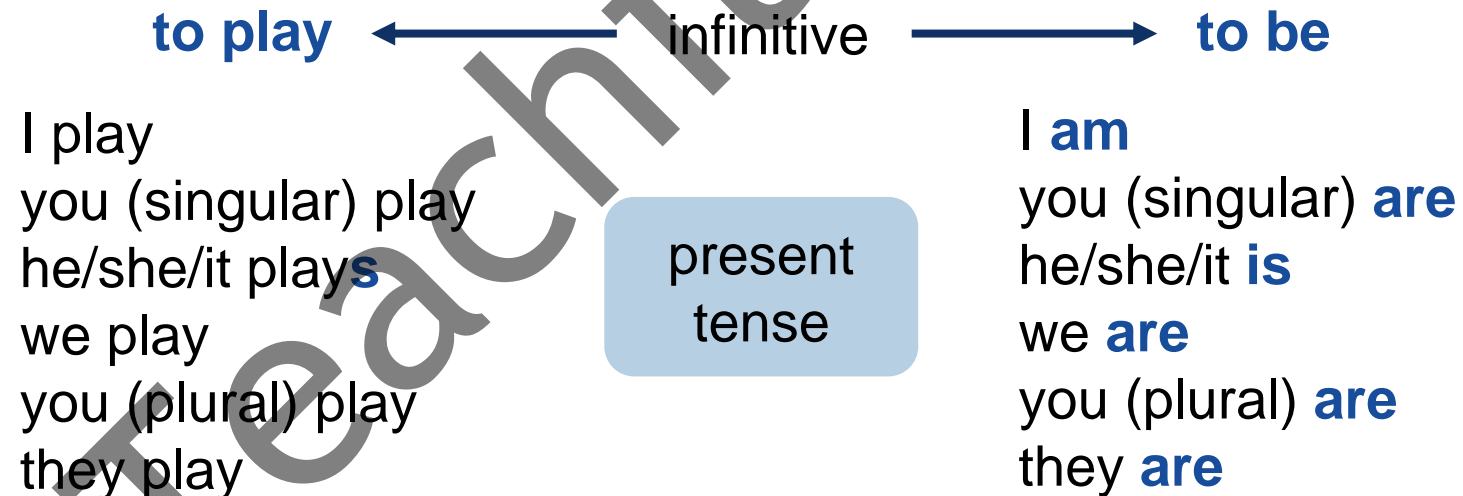 to play infinitive to be
I play
you (singular) play
he/she/it plays
we play
you (plural) play
they play
present
tense
I am
you (singular) are
he/she/it is
we are
you (plural) are
they are